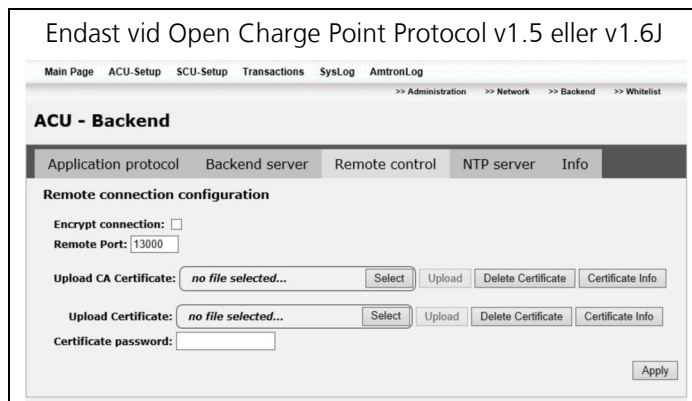 Endast vid Open Charge Point Protocol v1.5 eller v1.6J
Main Page ACU-Setup SCU-Setup Transactions SysLog AmtronLog
>> Administration >> Network >> Backend >> Whitelist
ACU - Backend
Application protocol Backend server Remote control NTP server Info
Remote connection configuration
Encrypt connection:
Remote Port: 13000
Upload CA Certificate: no file selected... Select Upload Delete Certificate Certificate Info
Upload Certificate: no file selected... Select Upload Delete Certificate Certificate Info
Certificate password:
Apply